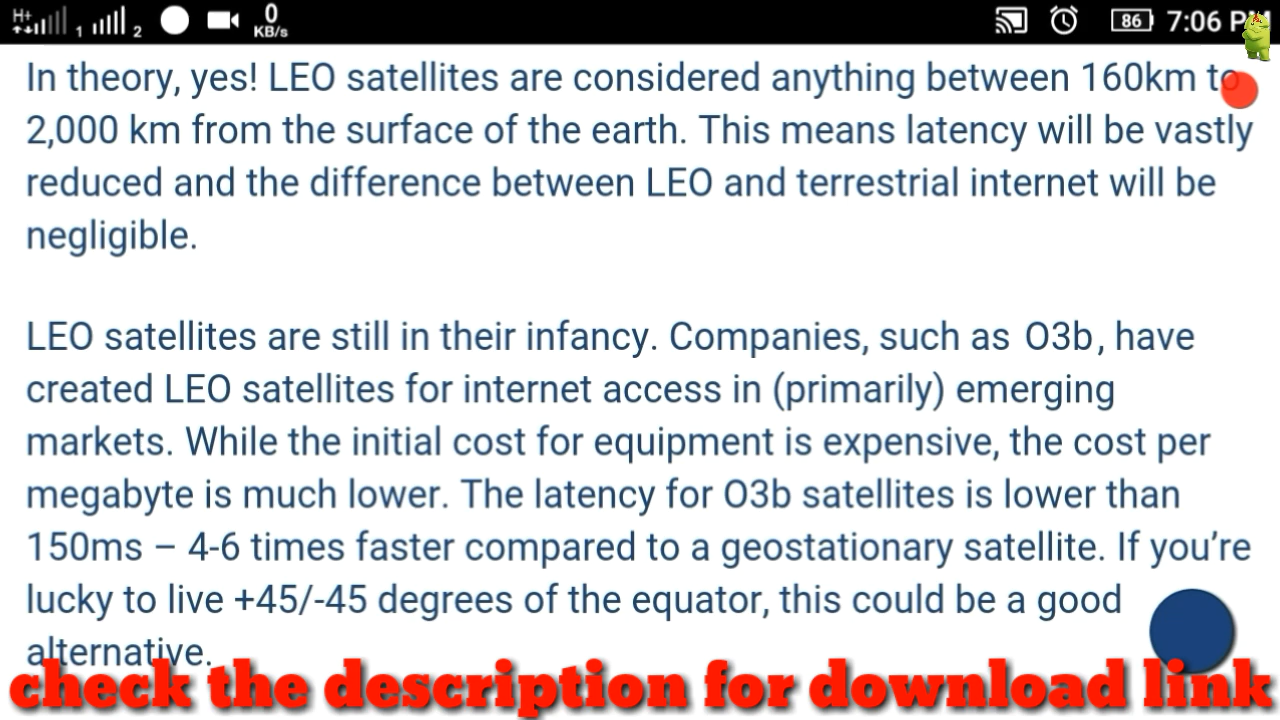 H+ 1 2 0 KB/s 86 7:06 PM
In theory, yes! LEO satellites are considered anything between 160km to
2,000 km from the surface of the earth. This means latency will be vastly
reduced and the difference between LEO and terrestrial internet will be
negligible.
LEO satellites are still in their infancy. Companies, such as O3b, have
created LEO satellites for internet access in (primarily) emerging
markets. While the initial cost for equipment is expensive, the cost per
megabyte is much lower. The latency for O3b satellites is lower than
150ms – 4-6 times faster compared to a geostationary satellite. If you’re
lucky to live +45/-45 degrees of the equator, this could be a good
alternative.
check the description for download link